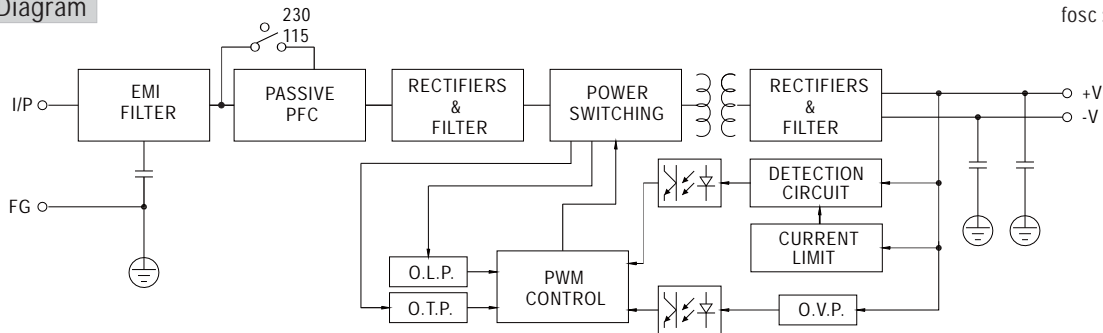 Diagram
fosc :
230
115
I/P
EMI
FILTER
PASSIVE
PFC
RECTIFIERS
&
FILTER
POWER
SWITCHING
RECTIFIERS
&
FILTER
+V
-V
FG
DETECTION
CIRCUIT
CURRENT
LIMIT
O.L.P.
O.T.P.
PWM
CONTROL
O.V.P.